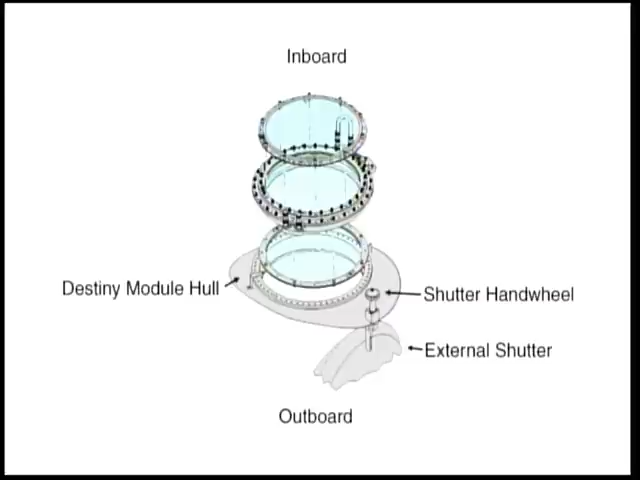 Inboard
Destiny Module Hull
Shutter Handwheel
External Shutter
Outboard